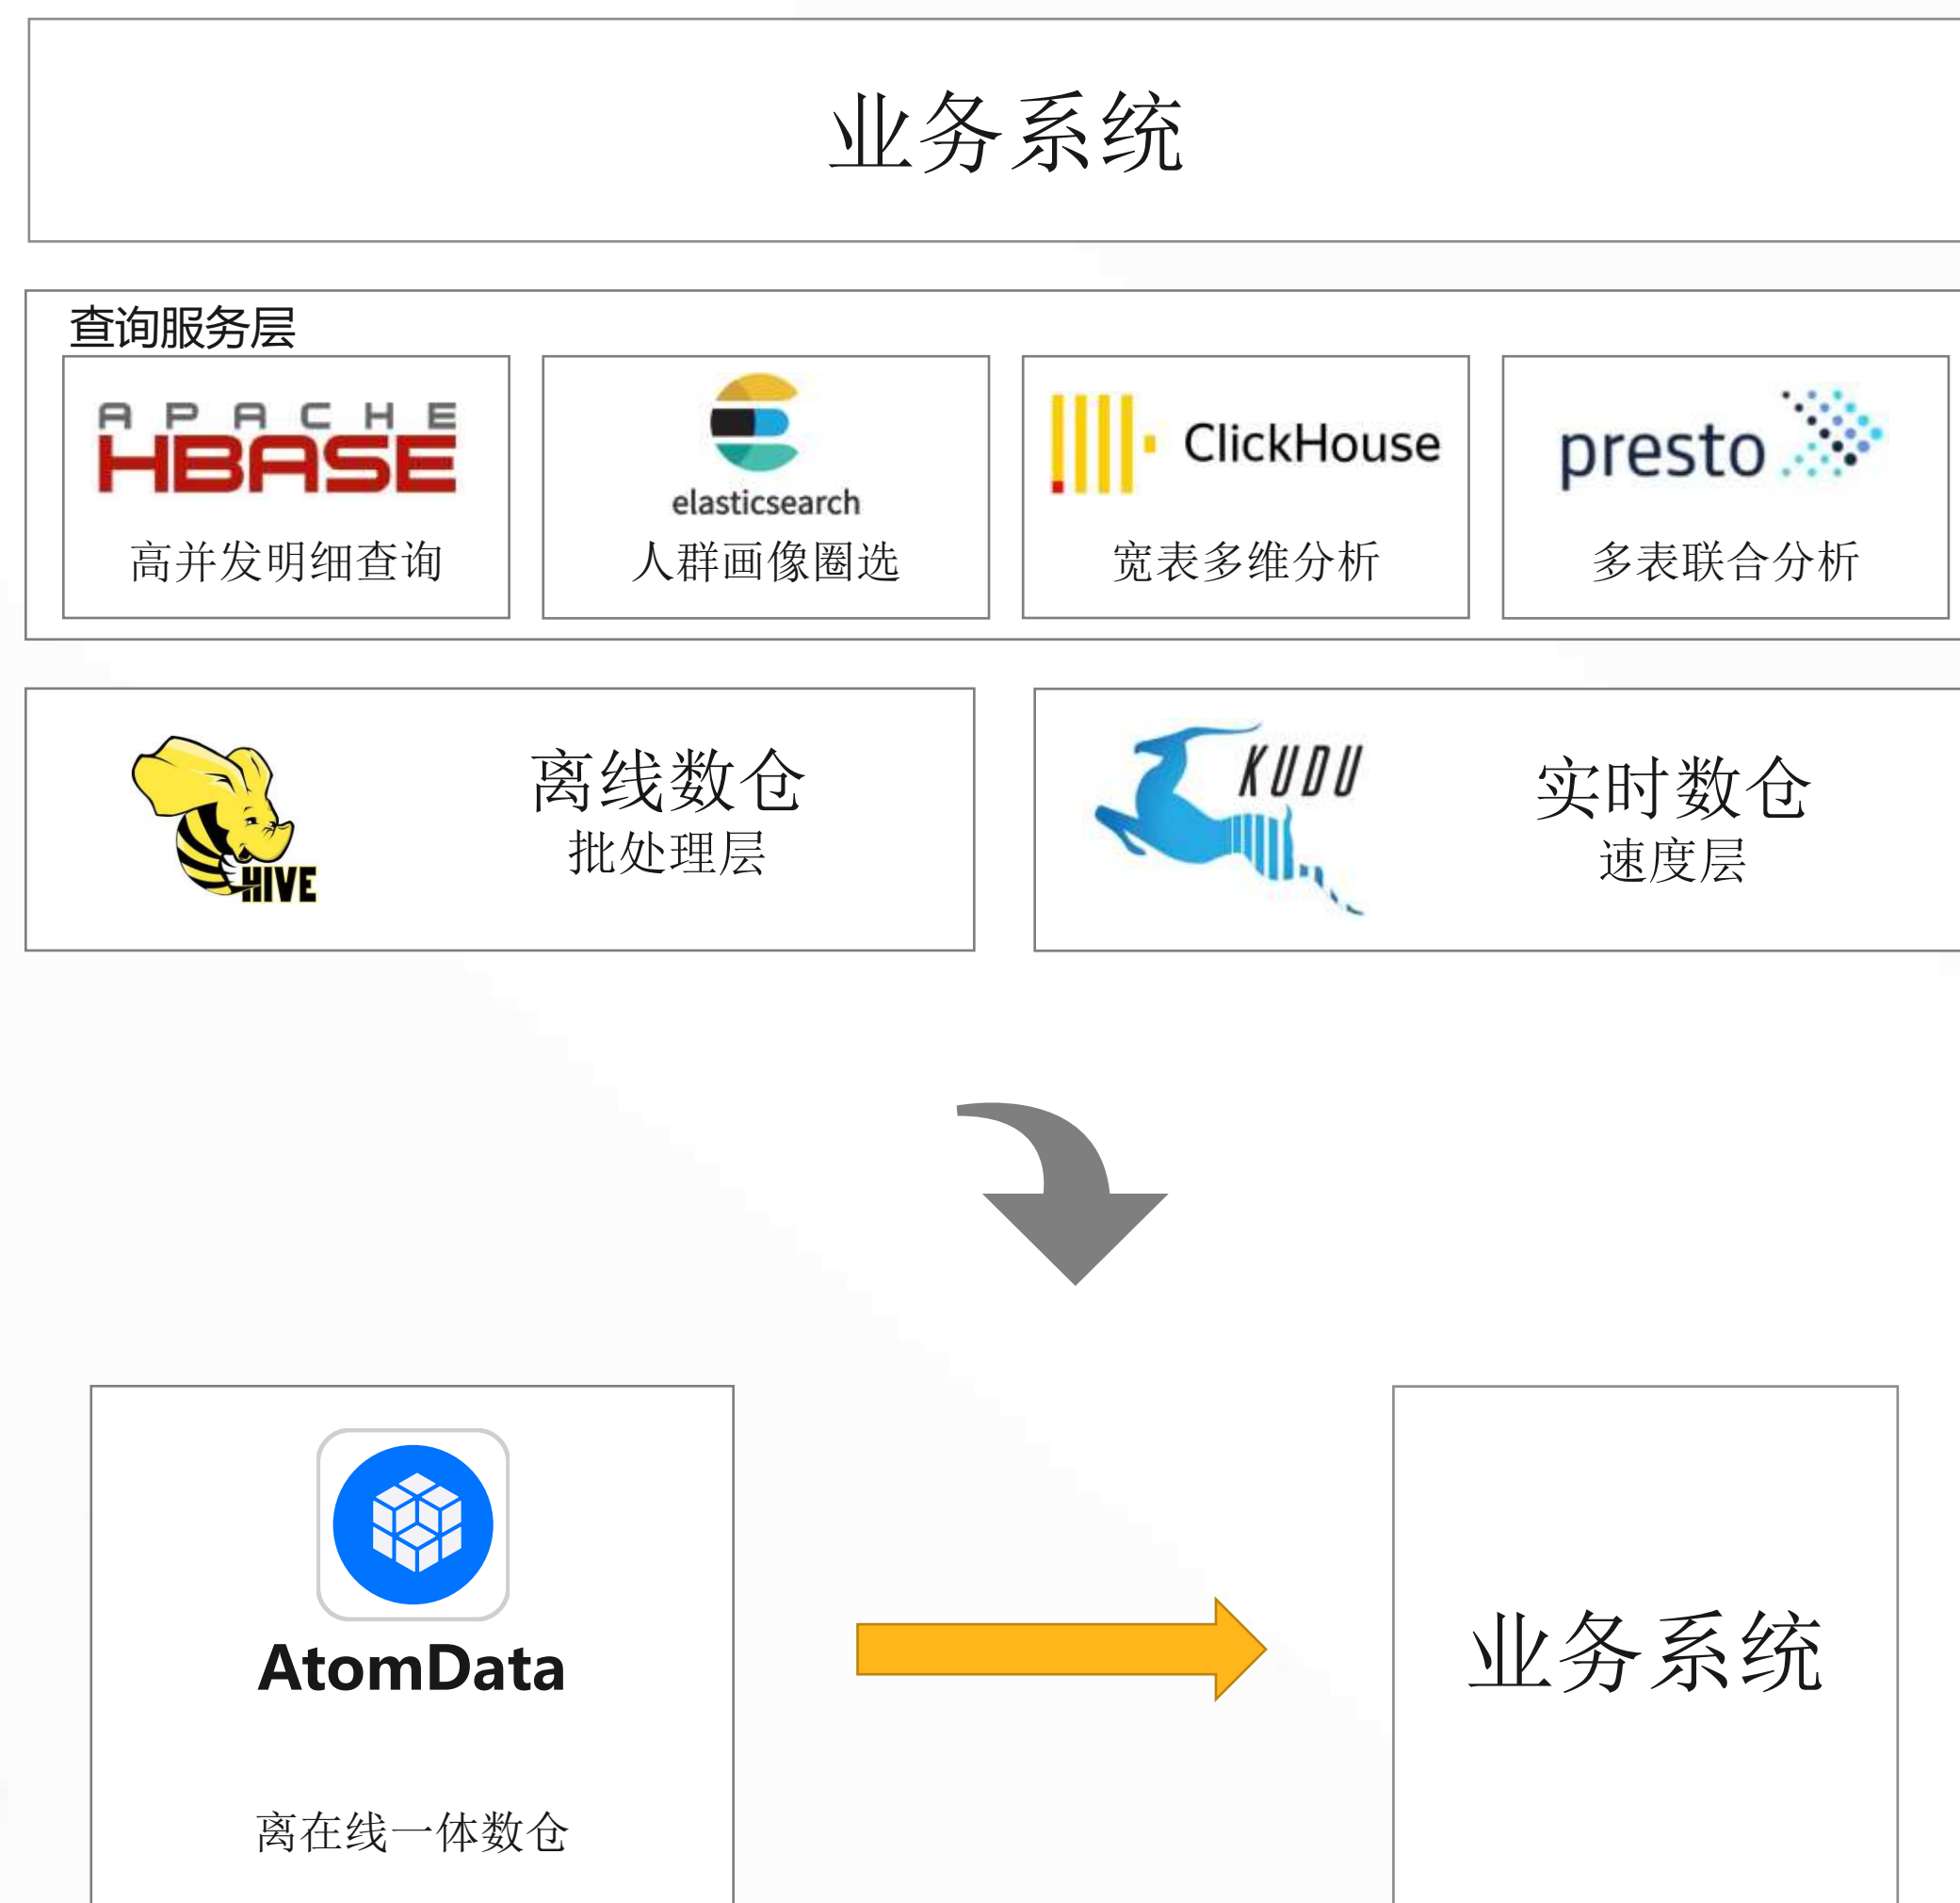 业务系统
查询服务层
APACHE
HBASE
高并发明细查询
elasticsearch
人群画像圈选
ClickHouse
宽表多维分析
presto
多表联合分析
HIVE
离线数仓
批处理层
KUDU
实时数仓
速度层
AtomData
离在线一体数仓
业务系统